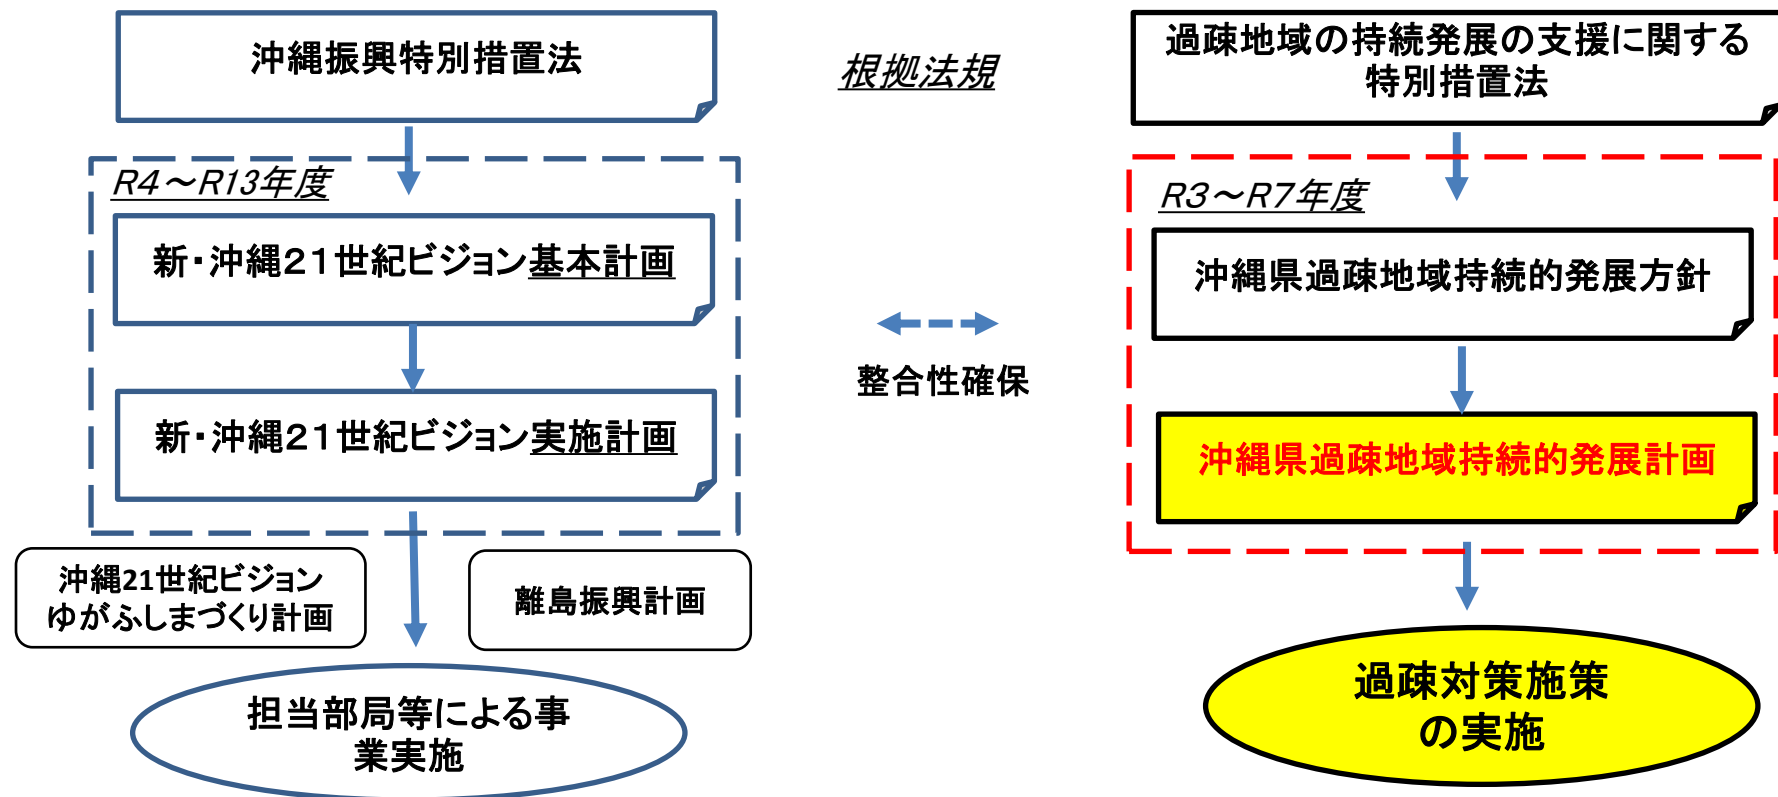 沖縄振興特別措置法
根拠法規
過疎地域の持続発展の支援に関する
特別措置法
R4～R13年度
新・沖縄２１世紀ビジョン基本計画
新・沖縄２１世紀ビジョン実施計画
整合性確保
R3～R7年度
沖縄県過疎地域持続的発展方針
沖縄県過疎地域持続的発展計画
沖縄21世紀ビジョン
ゆがふしまづくり計画
離島振興計画
担当部局等による事
業実施
過疎対策施策
の実施